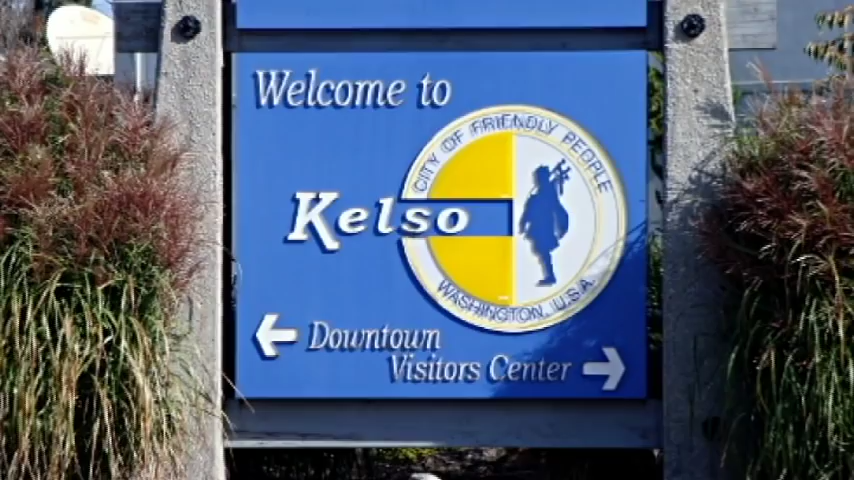 Welcome to
CITY OF FRIENDLY PEOPLE
Kelso
WASHINGTON, U.S.A.
Downtown
Visitors Center